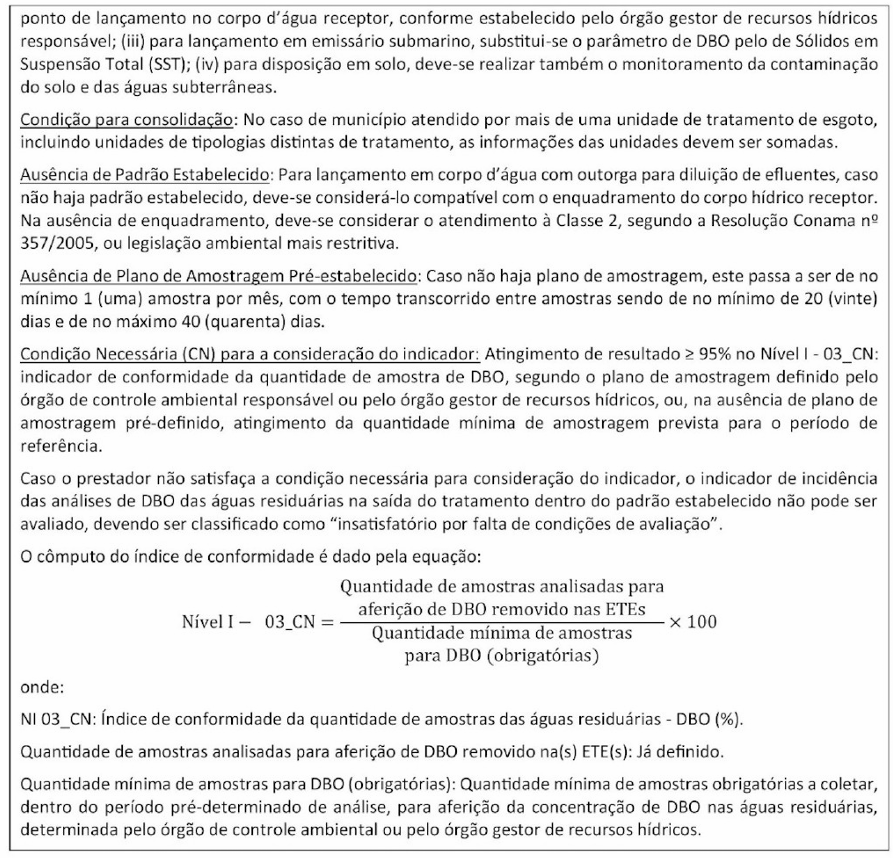 ponto de lançamento no corpo d’água receptor, conforme estabelecido pelo órgão gestor de recursos hídricos
responsável; (iii) para lançamento em emissário submarino, substitui-se o parâmetro de DBO pelo de Sólidos em
Suspensão Total (SST); (iv) para disposição em solo, deve-se realizar também o monitoramento da contaminação
do solo e das águas subterrâneas.
Condição para consolidação: No caso de município atendido por mais de uma unidade de tratamento de esgoto,
incluindo unidades de tipologias distintas de tratamento, as informações das unidades devem ser somadas.
Ausência de Padrão Estabelecido: Para lançamento em corpo d’água com outorga para diluição de efluentes, caso
não haja padrão estabelecido, deve-se considerá-lo compatível com o enquadramento do corpo hídrico receptor.
Na ausência de enquadramento, deve-se considerar o atendimento à Classe 2, segundo a Resolução Conama nº
357/2005, ou legislação ambiental mais restritiva.
Ausência de Plano de Amostragem Pré-estabelecido: Caso não haja plano de amostragem, este passa a ser de no
mínimo 1 (uma) amostra por mês, com o tempo transcorrido entre amostras sendo de no mínimo de 20 (vinte)
dias e de no máximo 40 (quarenta) dias.
Condição Necessária (CN) para a consideração do indicador: Atingimento de resultado ≥ 95% no Nível I - 03_CN:
indicador de conformidade da quantidade de amostra de DBO, segundo o plano de amostragem definido pelo
órgão de controle ambiental responsável ou pelo órgão gestor de recursos hídricos, ou, na ausência de plano de
amostragem pré-definido, atingimento da quantidade mínima de amostragem prevista para o período de
referência.
Caso o prestador não satisfaça a condição necessária para consideração do indicador, o indicador de incidência
das análises de DBO das águas residuárias na saída do tratamento dentro do padrão estabelecido não pode ser
avaliado, devendo ser classificado como “insatisfatório por falta de condições de avaliação”.
O cômputo do índice de conformidade é dado pela equação:
Quantidade de amostras analisadas para
aferição de DBO removido nas ETEs
Nível I − 03_CN = × 100
Quantidade mínima de amostras
para DBO (obrigatórias)
onde:
NI 03_CN: Índice de conformidade da quantidade de amostras das águas residuárias - DBO (%).
Quantidade de amostras analisadas para aferição de DBO removido na(s) ETE(s): Já definido.
Quantidade mínima de amostras para DBO (obrigatórias): Quantidade mínima de amostras obrigatórias a coletar,
dentro do período pré-determinado de análise, para aferição da concentração de DBO nas águas residuárias,
determinada pelo órgão de controle ambiental ou pelo órgão gestor de recursos hídricos.